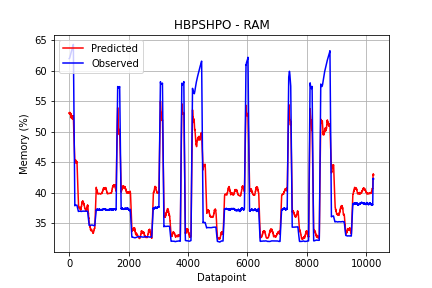 HBPSHPO - RAM
Predicted
Observed
Memory (%)
65
60
55
50
45
40
35
0
2000
4000
6000
8000
10000
Datapoint